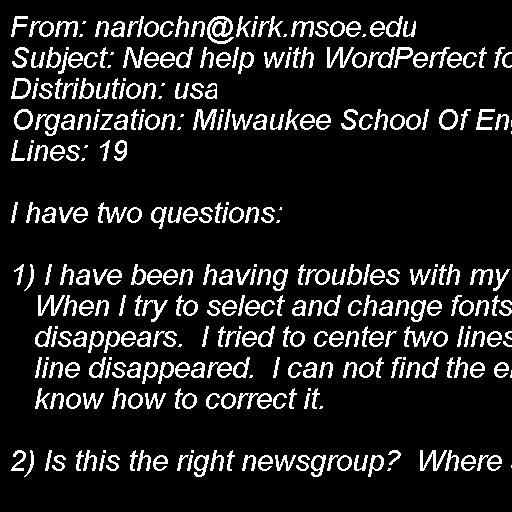 From: narlochn@kirk.msoe.edu
Subject: Need help with WordPerfect
Distribution: usa
Organization: Milwaukee School Of
Lines: 19
I have two questions:
1) I have been having troubles with my
When I try to select and change fonts
disappears.  I tried to center two lines
line disappeared.  I can not find the
know how to correct it.
2) Is this the right newsgroup?  Where